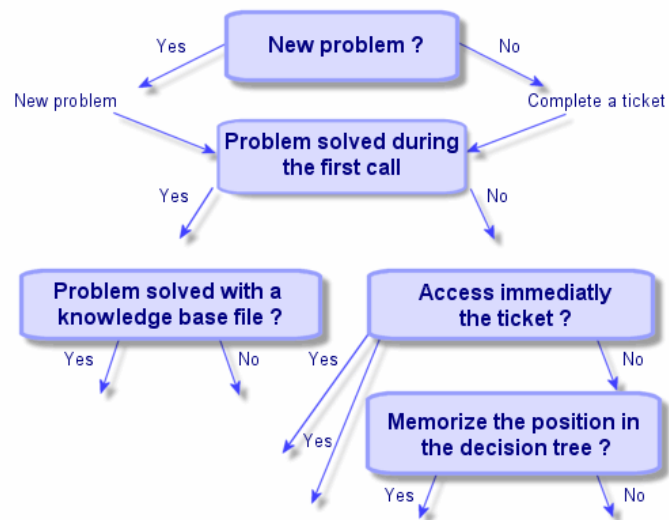 New problem ?
Yes
No
New problem
Complete a ticket
Problem solved during
the first call
Yes
No
Problem solved with a
knowledge base file ?
Access immediatly
the ticket ?
Yes
No
Yes
No
Memorize the position in
the decision tree ?
Yes
Yes
No